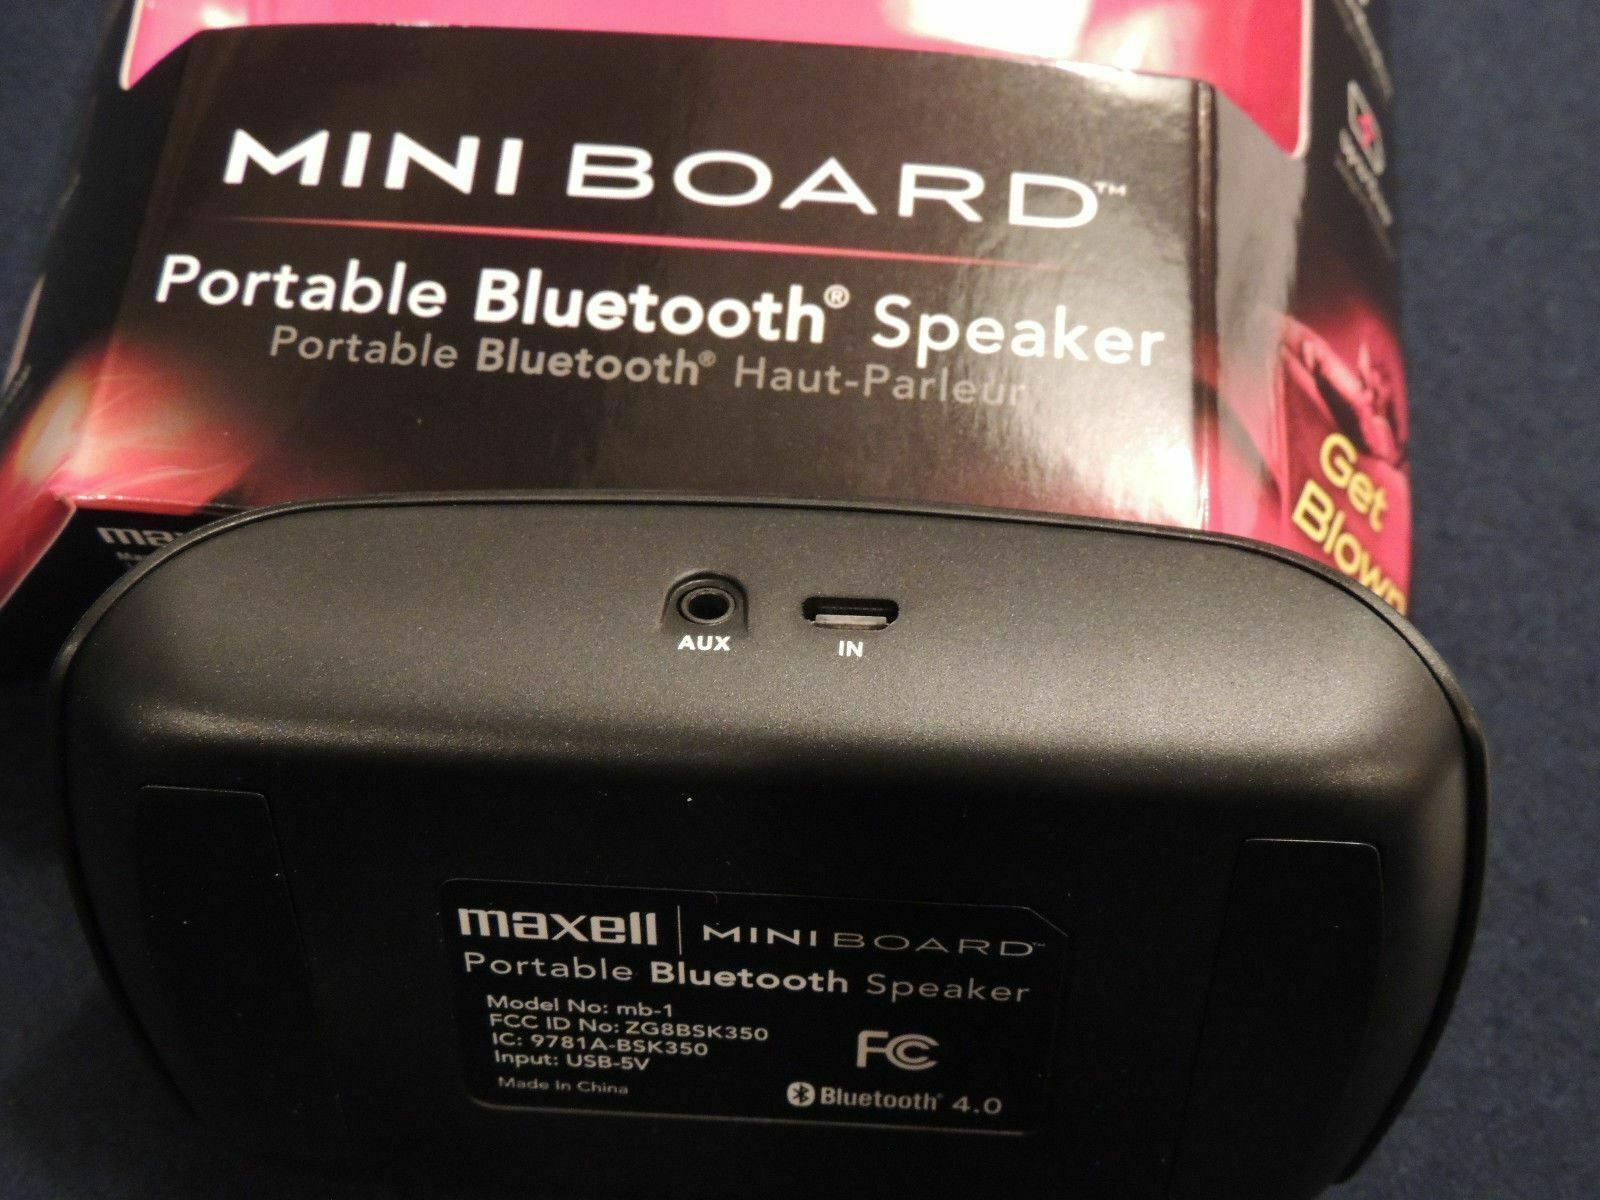 MINI BOARD™
Portable Bluetooth® Speaker
Portable Bluetooth® Haut-Parleur
Get
Blown
AUX
IN
maxell | MINI BOARD™
Portable Bluetooth Speaker
Model No: mb-1
FCC ID No: ZG8BSK350
IC: 9781A-BSK350
Input: USB-5V
Made In China
FC
Bluetooth® 4.0